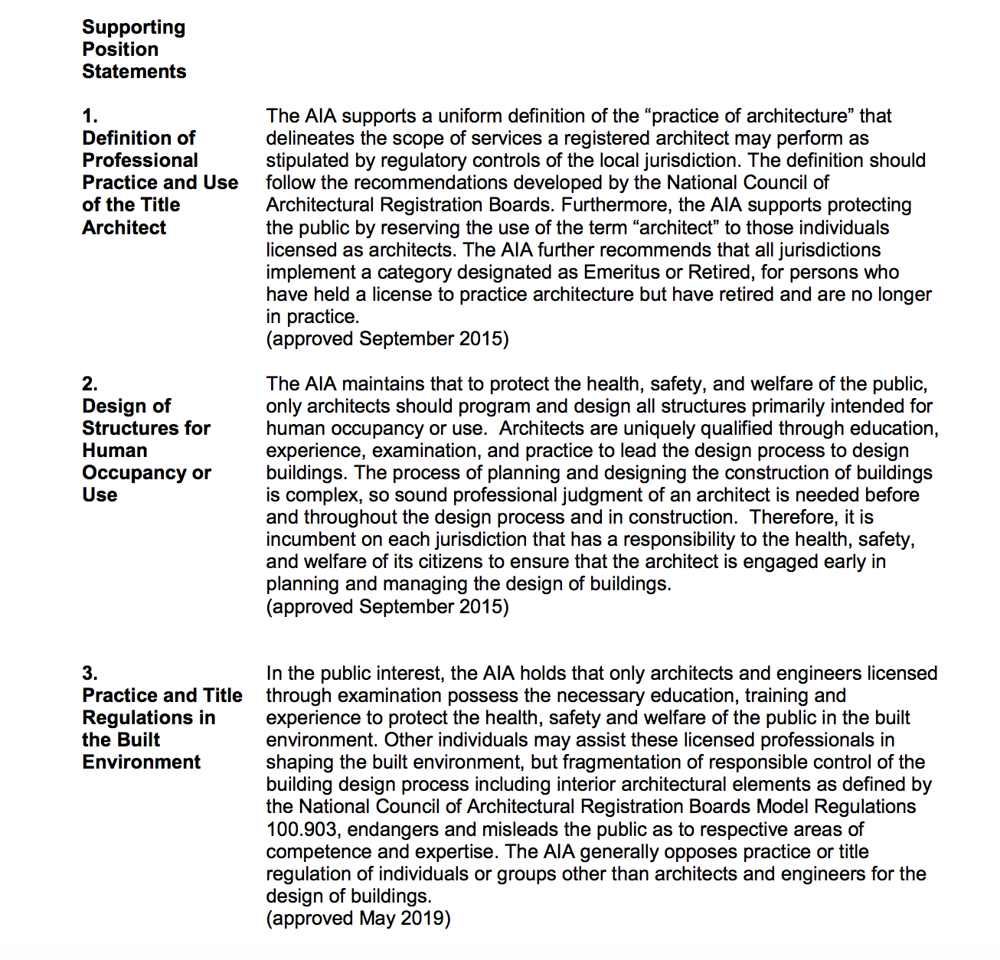 Supporting
Position
Statements
1.
Definition of
Professional
Practice and Use
of the Title
Architect
The AIA supports a uniform definition of the “practice of architecture” that
delineates the scope of services a registered architect may perform as
stipulated by regulatory controls of the local jurisdiction. The definition should
follow the recommendations developed by the National Council of
Architectural Registration Boards. Furthermore, the AIA supports protecting
the public by reserving the use of the term “architect” to those individuals
licensed as architects. The AIA further recommends that all jurisdictions
implement a category designated as Emeritus or Retired, for persons who
have held a license to practice architecture but have retired and are no longer
in practice.
(approved September 2015)
2.
Design of
Structures for
Human
Occupancy or
Use
The AIA maintains that to protect the health, safety, and welfare of the public,
only architects should program and design all structures primarily intended for
human occupancy or use.  Architects are uniquely qualified through education,
experience, examination, and practice to lead the design process to design
buildings. The process of planning and designing the construction of buildings
is complex, so sound professional judgment of an architect is needed before
and throughout the design process and in construction.  Therefore, it is
incumbent on each jurisdiction that has a responsibility to the health, safety,
and welfare of its citizens to ensure that the architect is engaged early in
planning and managing the design of buildings.
(approved September 2015)
3.
Practice and Title
Regulations in
the Built
Environment
In the public interest, the AIA holds that only architects and engineers licensed
through examination possess the necessary education, training and
experience to protect the health, safety and welfare of the public in the built
environment. Other individuals may assist these licensed professionals in
shaping the built environment, but fragmentation of responsible control of the
building design process including interior architectural elements as defined by
the National Council of Architectural Registration Boards Model Regulations
100.903, endangers and misleads the public as to respective areas of
competence and expertise. The AIA generally opposes practice or title
regulation of individuals or groups other than architects and engineers for the
design of buildings.
(approved May 2019)